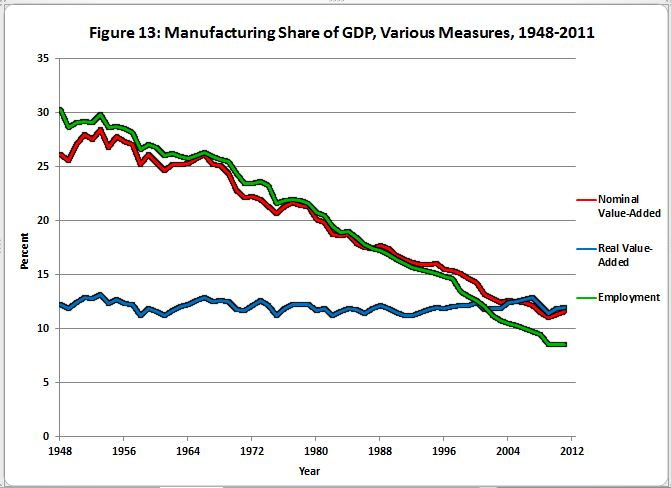 Figure 13: Manufacturing Share of GDP, Various Measures, 1948-2011
35
30
25
20
15
10
5
0
Percent
1948 1956 1964 1972 1980 1988 1996 2004 2012
Year
Nominal
Value-Added
Real Value-
Added
Employment